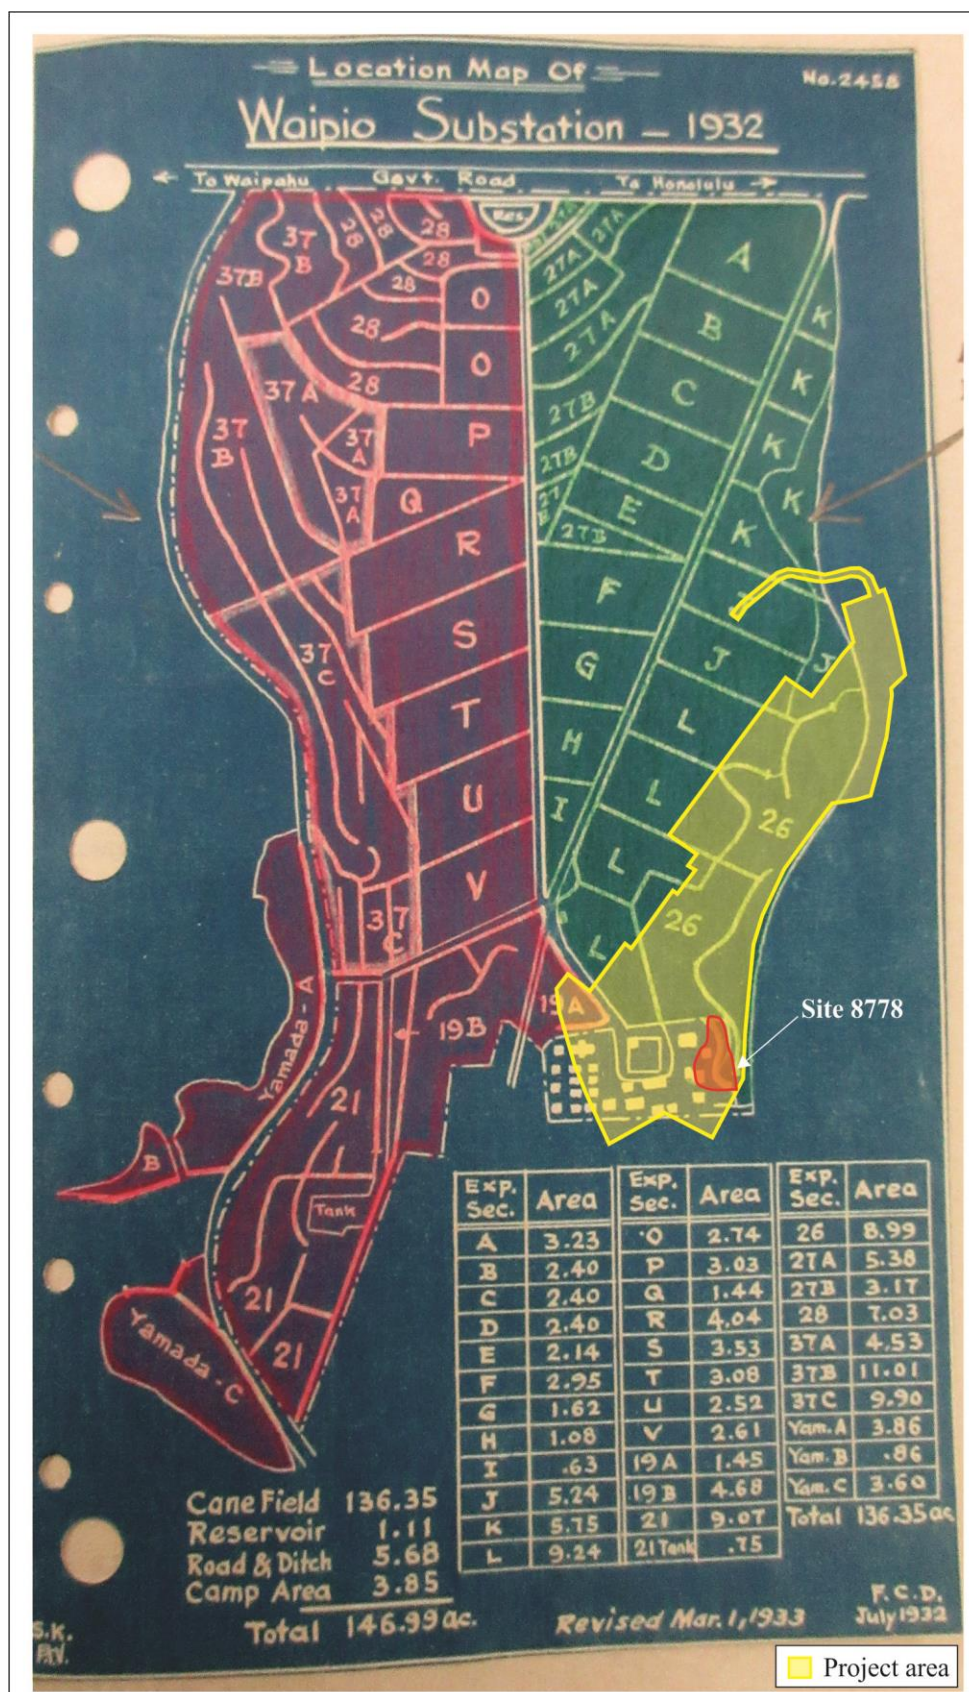 Location Map Of
No. 2458
Waipio Substation – 1932
← To Waipahu Govt. Road To Honolulu →
Res.
37B
37 B
28
28
28
28
28
28
28
O
O
P
Q
R
S
T
U
V
37 A
37 A
37 A
37 B
37 C
37 C
27A
27A
27A
27A
27B
27B
27B
A
B
C
D
E
F
G
H
I
K
K
K
K
K
J
J
L
L
L
L
26
26
19A
19B
Yamada-A
B
21
Tank
21
21
Yamada-C
Site 8778
Exp. Sec. Area Exp. Sec. Area Exp. Sec. Area
A 3.23 O 2.74 26 8.99
B 2.40 P 3.03 27A 5.38
C 2.40 Q 1.44 27B 3.17
D 2.40 R 4.04 28 7.03
E 2.14 S 3.53 37A 4.53
F 2.95 T 3.08 37B 11.01
G 1.62 U 2.52 37C 9.90
H 1.08 V 2.61 Yam. A 3.86
I .63 19A 1.45 Yam. B .86
J 5.24 19B 4.68 Yam. C 3.60
K 5.75 21 9.07 Total 136.35 ac
L 9.24 21 Tank .75
Cane Field 136.35
Reservoir 1.11
Road & Ditch 5.68
Camp Area 3.85
Total 146.99 ac.
Revised Mar. 1, 1933
F.C.D.
July 1932
S.K.
Project area